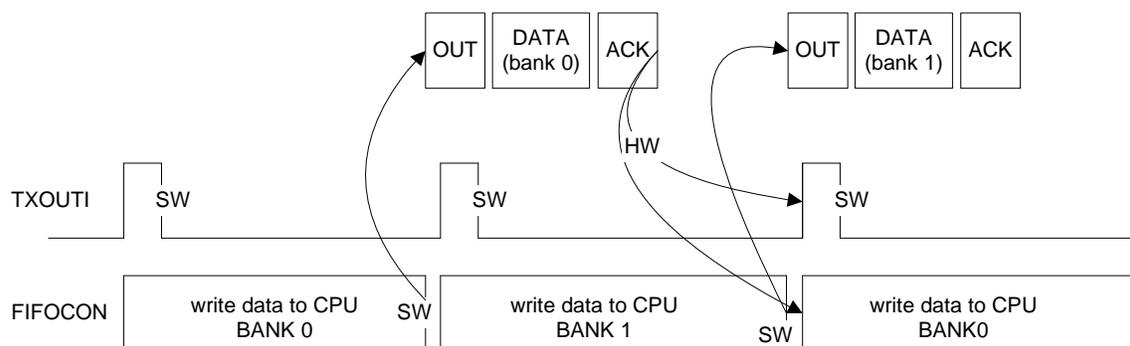 OUT
DATA
(bank 0)
ACK
OUT
DATA
(bank 1)
ACK
HW
TXOUTI
SW
SW
SW
FIFOCON
write data to CPU
BANK 0
SW
write data to CPU
BANK 1
SW
write data to CPU
BANK0